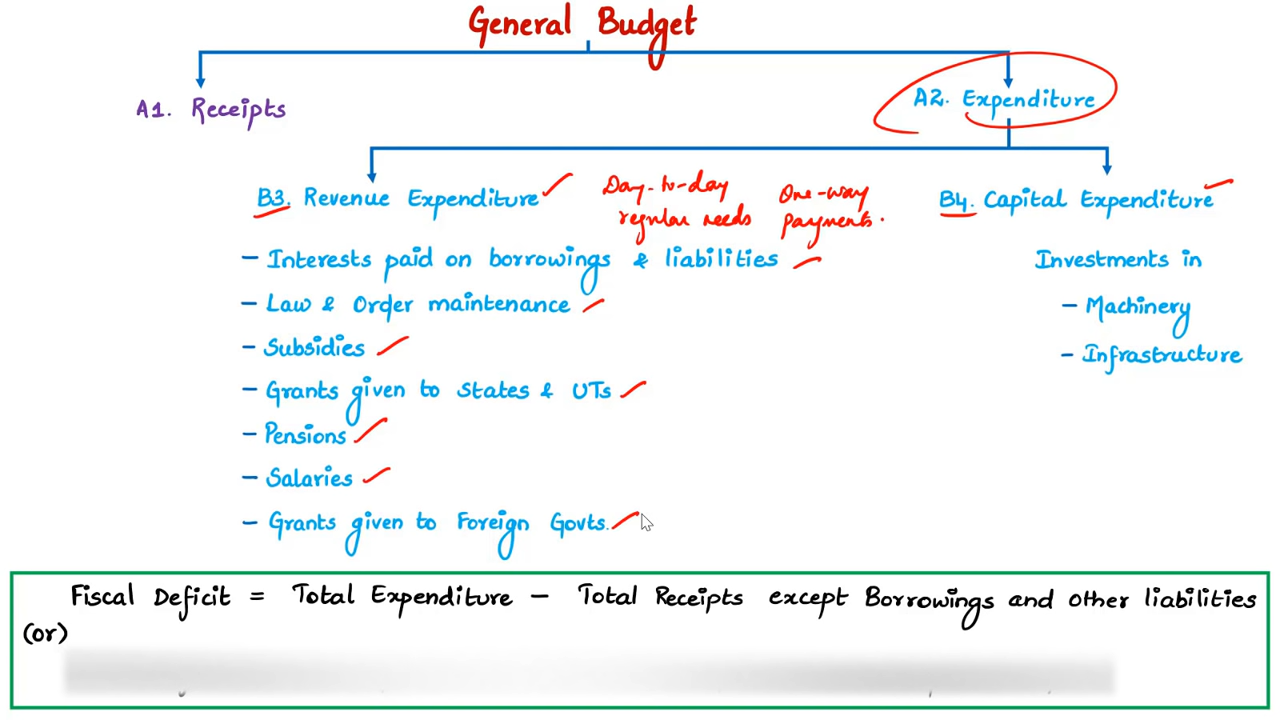 General Budget
A1. Receipts
A2. Expenditure
B3. Revenue Expenditure
Day-to-day
regular needs
One-way
payments.
B4. Capital Expenditure
- Interests paid on borrowings & liabilities
- Law & Order maintenance
- Subsidies
- Grants given to States & UTs
- Pensions
- Salaries
- Grants given to Foreign Govts.
Investments in
- Machinery
- Infrastructure
Fiscal Deficit = Total Expenditure - Total Receipts except Borrowings and other liabilities
(or)